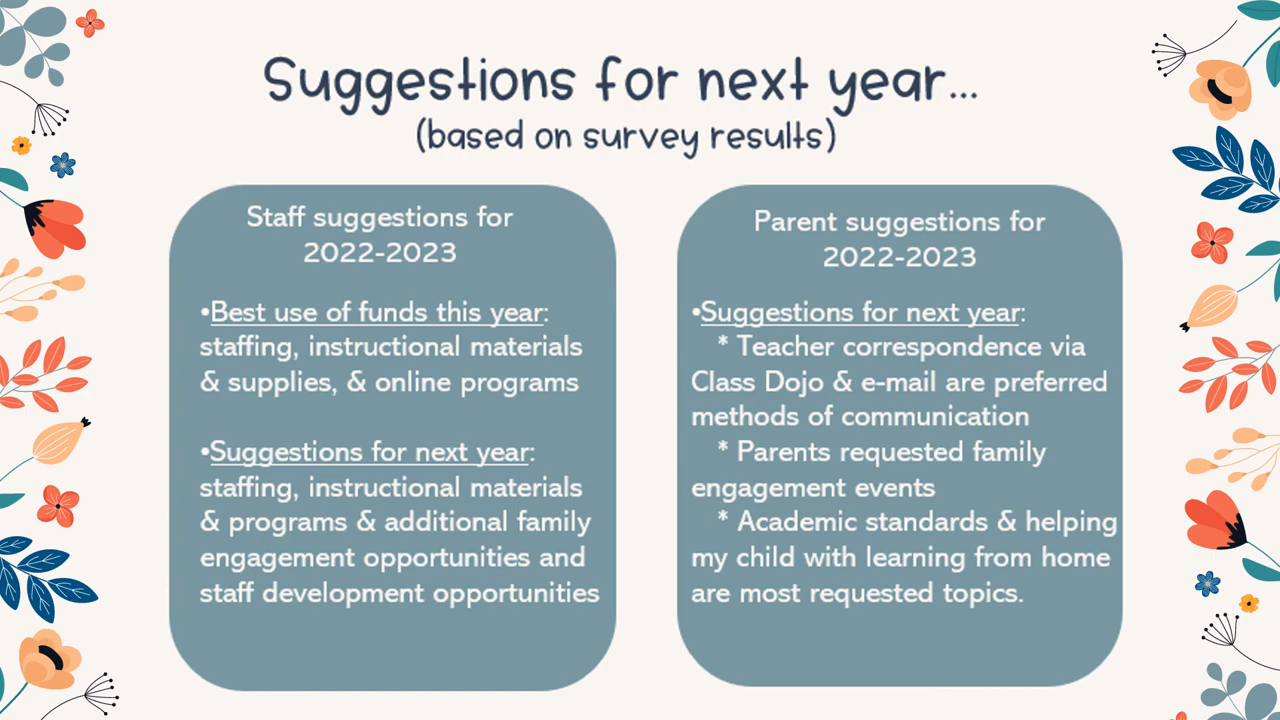 Suggestions for next year...
(based on survey results)
Staff suggestions for
2022-2023
•Best use of funds this year:
staffing, instructional materials
& supplies, & online programs
•Suggestions for next year:
staffing, instructional materials
& programs & additional family
engagement opportunities and
staff development opportunities
Parent suggestions for
2022-2023
•Suggestions for next year:
* Teacher correspondence via
Class Dojo & e-mail are preferred
methods of communication
* Parents requested family
engagement events
* Academic standards & helping
my child with learning from home
are most requested topics.